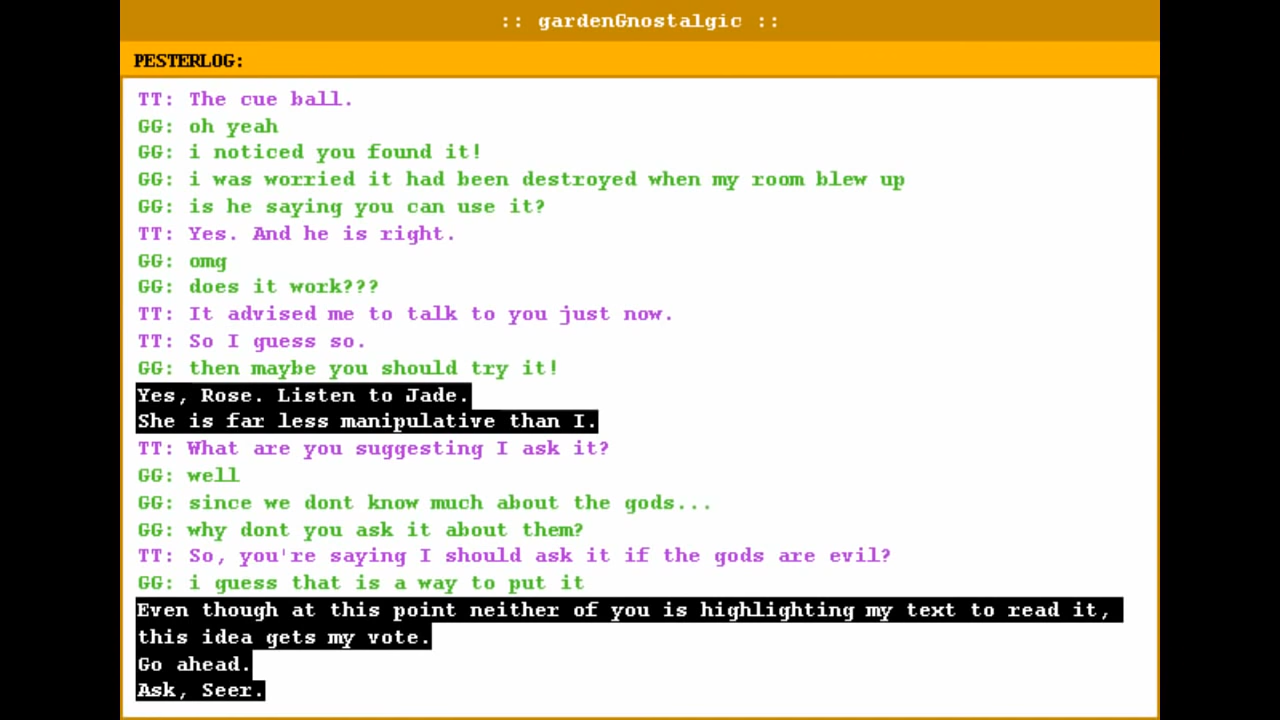 :: gardenGnostalgic ::
PESTERLOG:
TT: The cue ball.
GG: oh yeah
GG: i noticed you found it!
GG: i was worried it had been destroyed when my room blew up
GG: is he saying you can use it?
TT: Yes. And he is right.
GG: omg
GG: does it work???
TT: It advised me to talk to you just now.
TT: So I guess so.
GG: then maybe you should try it!
Yes, Rose. Listen to Jade.
She is far less manipulative than I.
TT: What are you suggesting I ask it?
GG: well
GG: since we dont know much about the gods...
GG: why dont you ask it about them?
TT: So, you're saying I should ask it if the gods are evil?
GG: i guess that is a way to put it
Even though at this point neither of you is highlighting my text to read it,
this idea gets my vote.
Go ahead.
Ask, Seer.